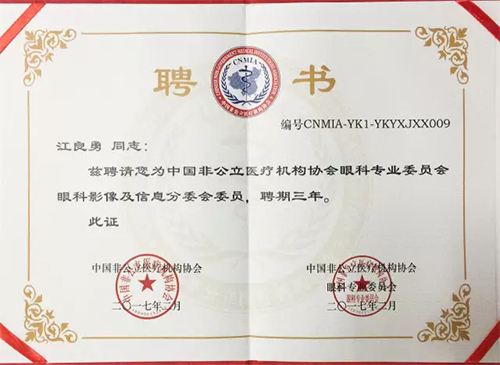 CNMIA
聘 书
编号CNMIA-YK1-YKYXJXX009
江良勇 同志：
兹聘请您为中国非公立医疗机构协会眼科专业委员会
眼科影像及信息分委会委员，聘期三年。
此证
中国非公立医疗机构协会
二〇一七年二月
中国非公立医疗机构协会
眼科专业委员会
二〇一七年二月